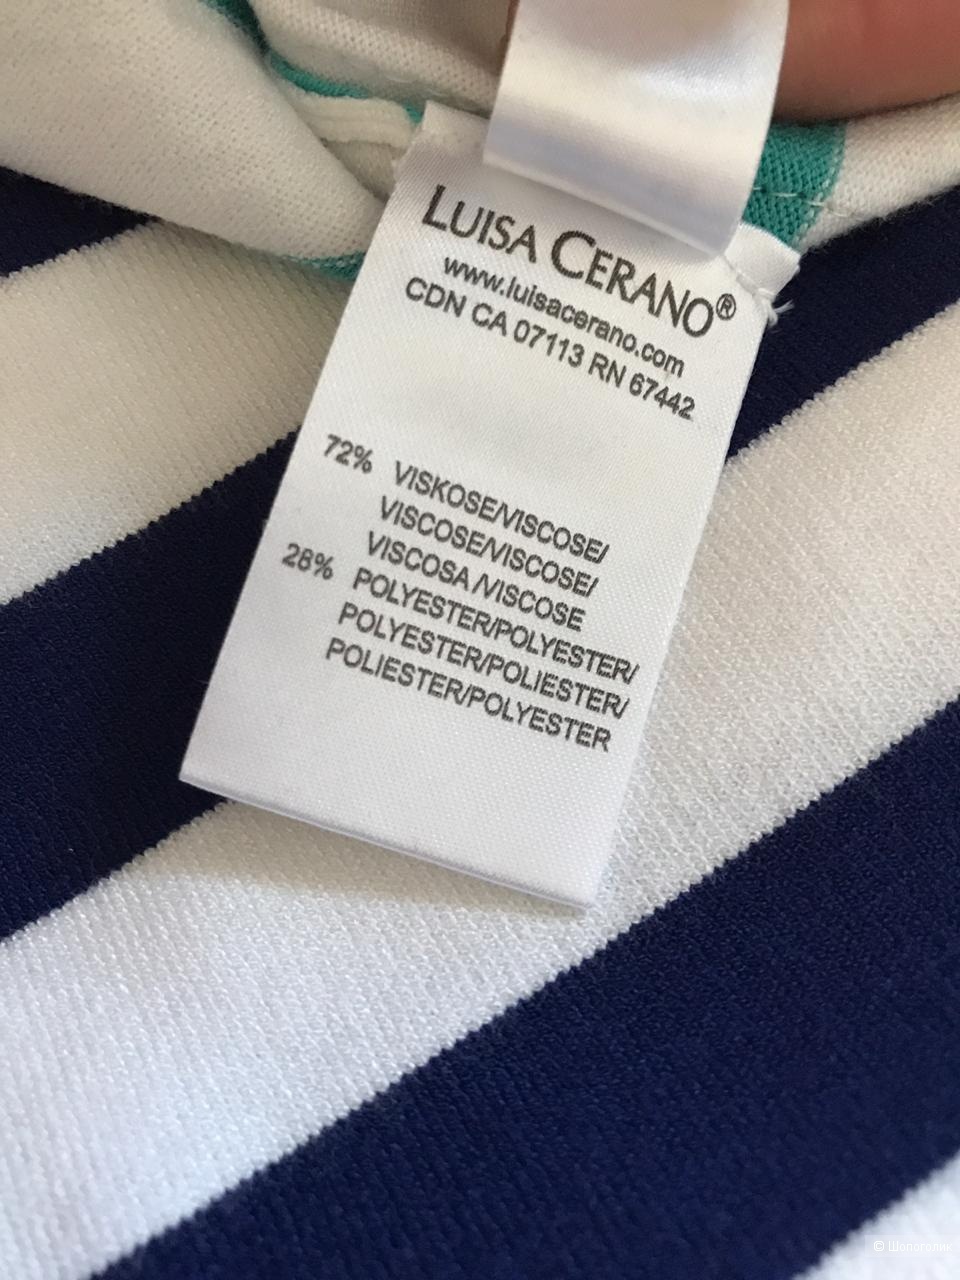 LUISA CERANO®
www.luisacerano.com
CDN CA 07113 RN 67442
72% VISKOSE/VISCOSE/
VISCOSE/VISCOSE/
VISCOSA /VISCOSE
28% POLYESTER/POLYESTER/
POLYESTER/POLIESTER/
POLIESTER/POLYESTER
© Шопоголик